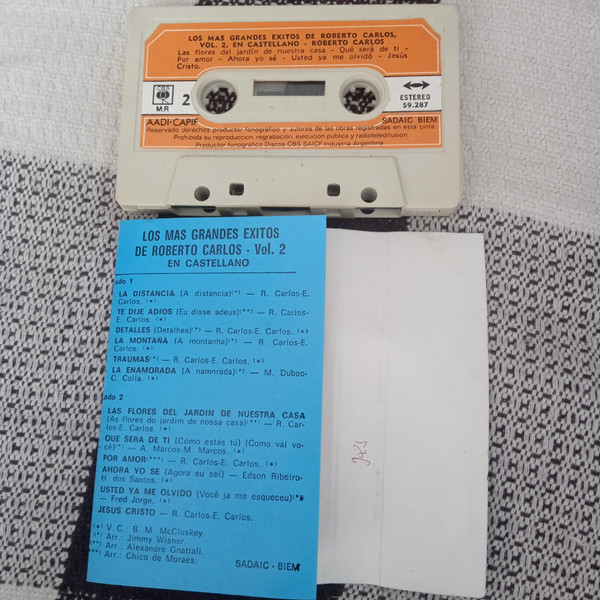 LOS MAS GRANDES EXITOS DE ROBERTO CARLOS,
VOL. 2, EN CASTELLANO - ROBERTO CARLOS
Las flores del jardín de nuestra casa - Qué será de ti -
Por amor - Ahora yo sé - Usted ya me olvidó - Jesús
Cristo.
CBS
M.R
2
ESTEREO
59.287
AADI-CAPIF
SADAIC BIEM
Reservado derechos productor fonográfico y autores de las obras registradas en esta cinta
Prohibida su reproducción, regrabación, ejecución pública y radioteledifusión.
Productor fonográfico Discos CBS SAICF Industria Argentina
LOS MAS GRANDES EXITOS
DE ROBERTO CARLOS - Vol. 2
EN CASTELLANO
ado 1
LA DISTANCIA (A distancia)(*) — R. Carlos-E.
Carlos. (•)
TE DIJE ADIOS (Eu disse adeus)(**) — R. Carlos-
E. Carlos. (•)
DETALLES (Detalhes)(*) — R. Carlos-E. Carlos. (•)
LA MONTAÑA (A montanha)(*) — R. Carlos-E.
Carlos. (•)
TRAUMAS(*) — R. Carlos-E. Carlos. (•)
LA ENAMORADA (A namorada)(*) — M. Duboc-
C. Colla. (•)
ado 2
LAS FLORES DEL JARDIN DE NUESTRA CASA
(As flores do jardim de nossa casa)(**) — R. Car-
los-E. Carlos (•)
QUE SERA DE TI (Cómo estás tú) (Como vai vo-
cê)(*) — A. Marcos-M. Marcos. (•)
POR AMOR(***) — R. Carlos-E. Carlos. (•)
AHORA YO SE (Agora eu sei) — Edson Ribeiro-
H. dos Santos. (•)
USTED YA ME OLVIDO (Você ja me esqueceu)(*)
— Fred Jorge. (•)
JESUS CRISTO — R. Carlos-E. Carlos.
(•) V. C.: B. M. McCluskey.
(*) Arr.: Jimmy Wisner.
(**) Arr.: Alexandre Gnattali.
(***) Arr.: Chico de Moraes.
SADAIC - BIEM